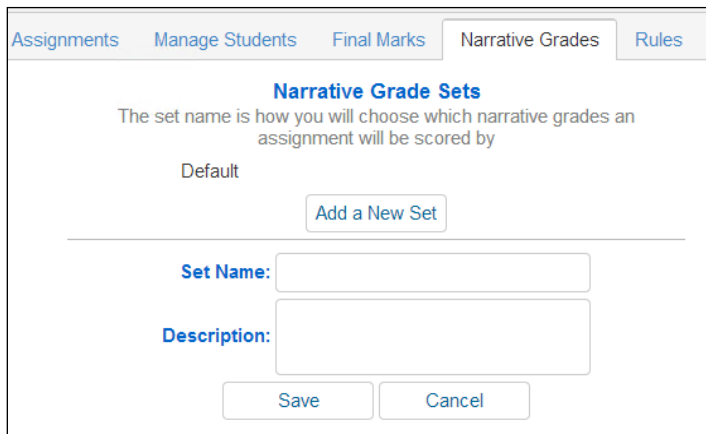 Assignments Manage Students Final Marks Narrative Grades Rules
Narrative Grade Sets
The set name is how you will choose which narrative grades an
assignment will be scored by
Default
Add a New Set
Set Name:
Description:
Save Cancel